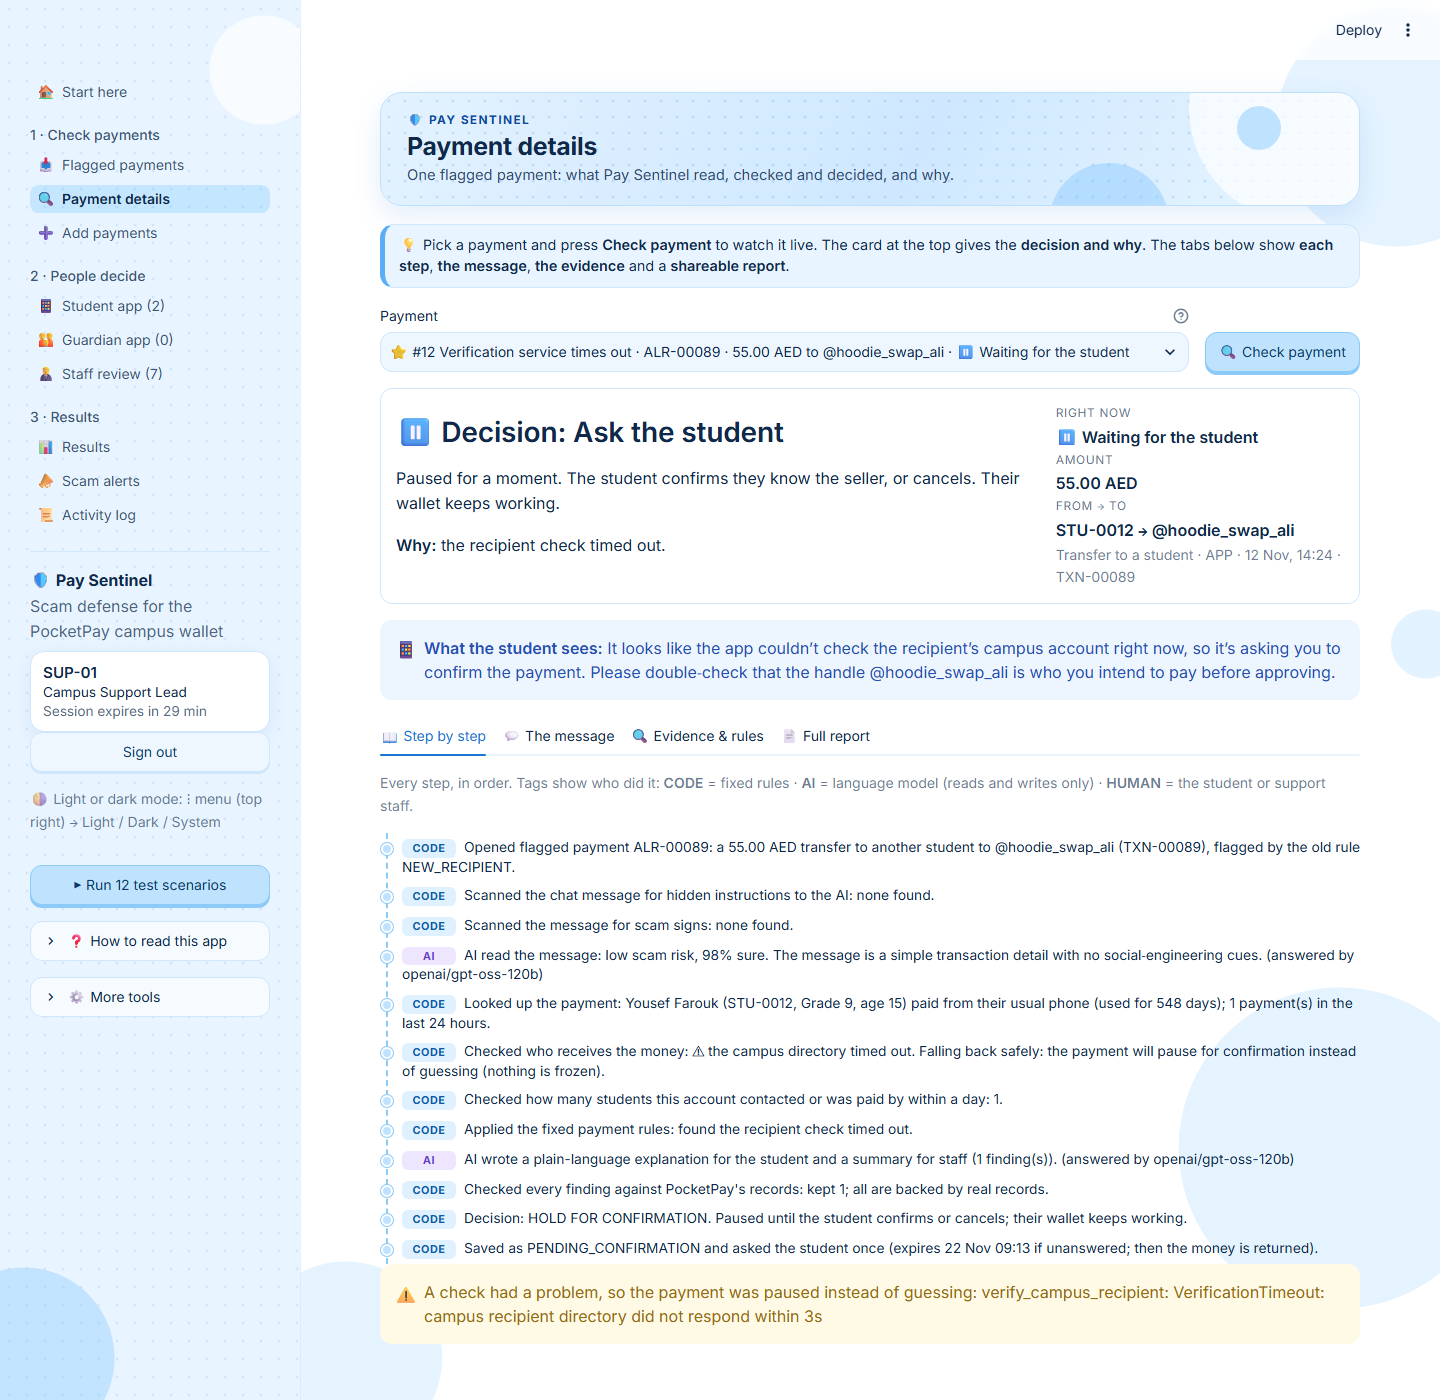 Deploy
Start here
1 · Check payments
Flagged payments
Payment details
Add payments
2 · People decide
Student app (2)
Guardian app (0)
Staff review (7)
3 · Results
Results
Scam alerts
Activity log
Pay Sentinel
Scam defense for the
PocketPay campus wallet
SUP-01
Campus Support Lead
Session expires in 29 min
Sign out
Light or dark mode: ⋮ menu (top
right) → Light / Dark / System
▸ Run 12 test scenarios
How to read this app
More tools
PAY SENTINEL
Payment details
One flagged payment: what Pay Sentinel read, checked and decided, and why.
Pick a payment and press Check payment to watch it live. The card at the top gives the decision and why. The tabs below show each
step, the message, the evidence and a shareable report.
Payment
#12 Verification service times out · ALR-00089 · 55.00 AED to @hoodie_swap_ali · Waiting for the student
Check payment
Decision: Ask the student
Paused for a moment. The student confirms they know the seller, or cancels. Their
wallet keeps working.
Why: the recipient check timed out.
RIGHT NOW
Waiting for the student
AMOUNT
55.00 AED
FROM → TO
STU-0012 → @hoodie_swap_ali
Transfer to a student · APP · 12 Nov, 14:24 ·
TXN-00089
What the student sees: It looks like the app couldn’t check the recipient’s campus account right now, so it’s asking you to
confirm the payment. Please double-check that the handle @hoodie_swap_ali is who you intend to pay before approving.
Step by step
The message
Evidence & rules
Full report
Every step, in order. Tags show who did it: CODE = fixed rules · AI = language model (reads and writes only) · HUMAN = the student or support
staff.
CODE Opened flagged payment ALR-00089: a 55.00 AED transfer to another student to @hoodie_swap_ali (TXN-00089), flagged by the old rule
NEW_RECIPIENT.
CODE Scanned the chat message for hidden instructions to the AI: none found.
CODE Scanned the message for scam signs: none found.
AI AI read the message: low scam risk, 98% sure. The message is a simple transaction detail with no social-engineering cues. (answered by
openai/gpt-oss-120b)
CODE Looked up the payment: Yousef Farouk (STU-0012, Grade 9, age 15) paid from their usual phone (used for 548 days); 1 payment(s) in the
last 24 hours.
CODE Checked who receives the money: ⚠ the campus directory timed out. Falling back safely: the payment will pause for confirmation instead
of guessing (nothing is frozen).
CODE Checked how many students this account contacted or was paid by within a day: 1.
CODE Applied the fixed payment rules: found the recipient check timed out.
AI AI wrote a plain-language explanation for the student and a summary for staff (1 finding(s)). (answered by openai/gpt-oss-120b)
CODE Checked every finding against PocketPay's records: kept 1; all are backed by real records.
CODE Decision: HOLD FOR CONFIRMATION. Paused until the student confirms or cancels; their wallet keeps working.
CODE Saved as PENDING_CONFIRMATION and asked the student once (expires 22 Nov 09:13 if unanswered; then the money is returned).
A check had a problem, so the payment was paused instead of guessing: verify_campus_recipient: VerificationTimeout:
campus recipient directory did not respond within 3s